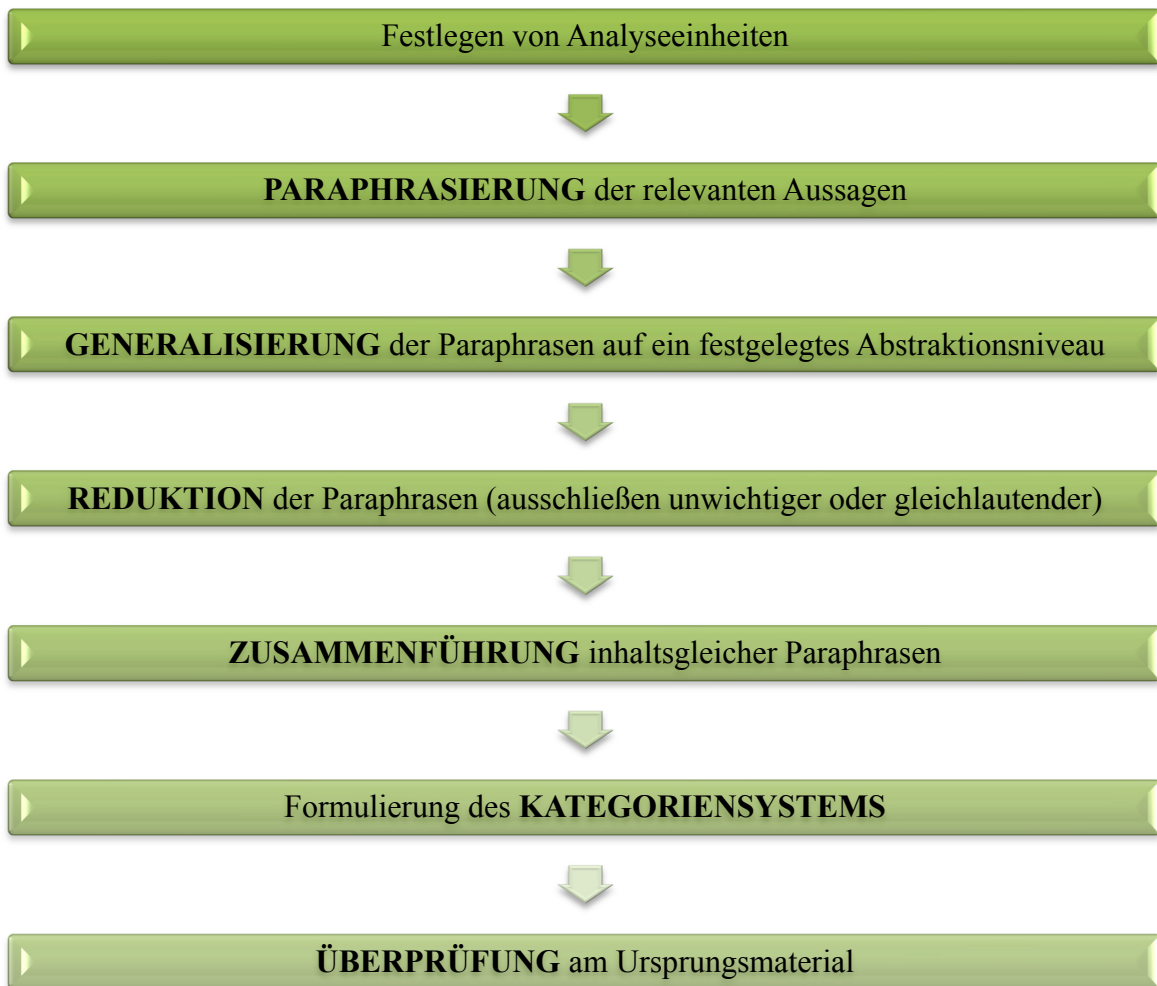 Festlegen von Analyseeinheiten
PARAPHRASIERUNG der relevanten Aussagen
GENERALISIERUNG der Paraphrasen auf ein festgelegtes Abstraktionsniveau
REDUKTION der Paraphrasen (ausschließen unwichtiger oder gleichlautender)
ZUSAMMENFÜHRUNG inhaltsgleicher Paraphrasen
Formulierung des KATEGORIENSYSTEMS
ÜBERPRÜFUNG am Ursprungsmaterial